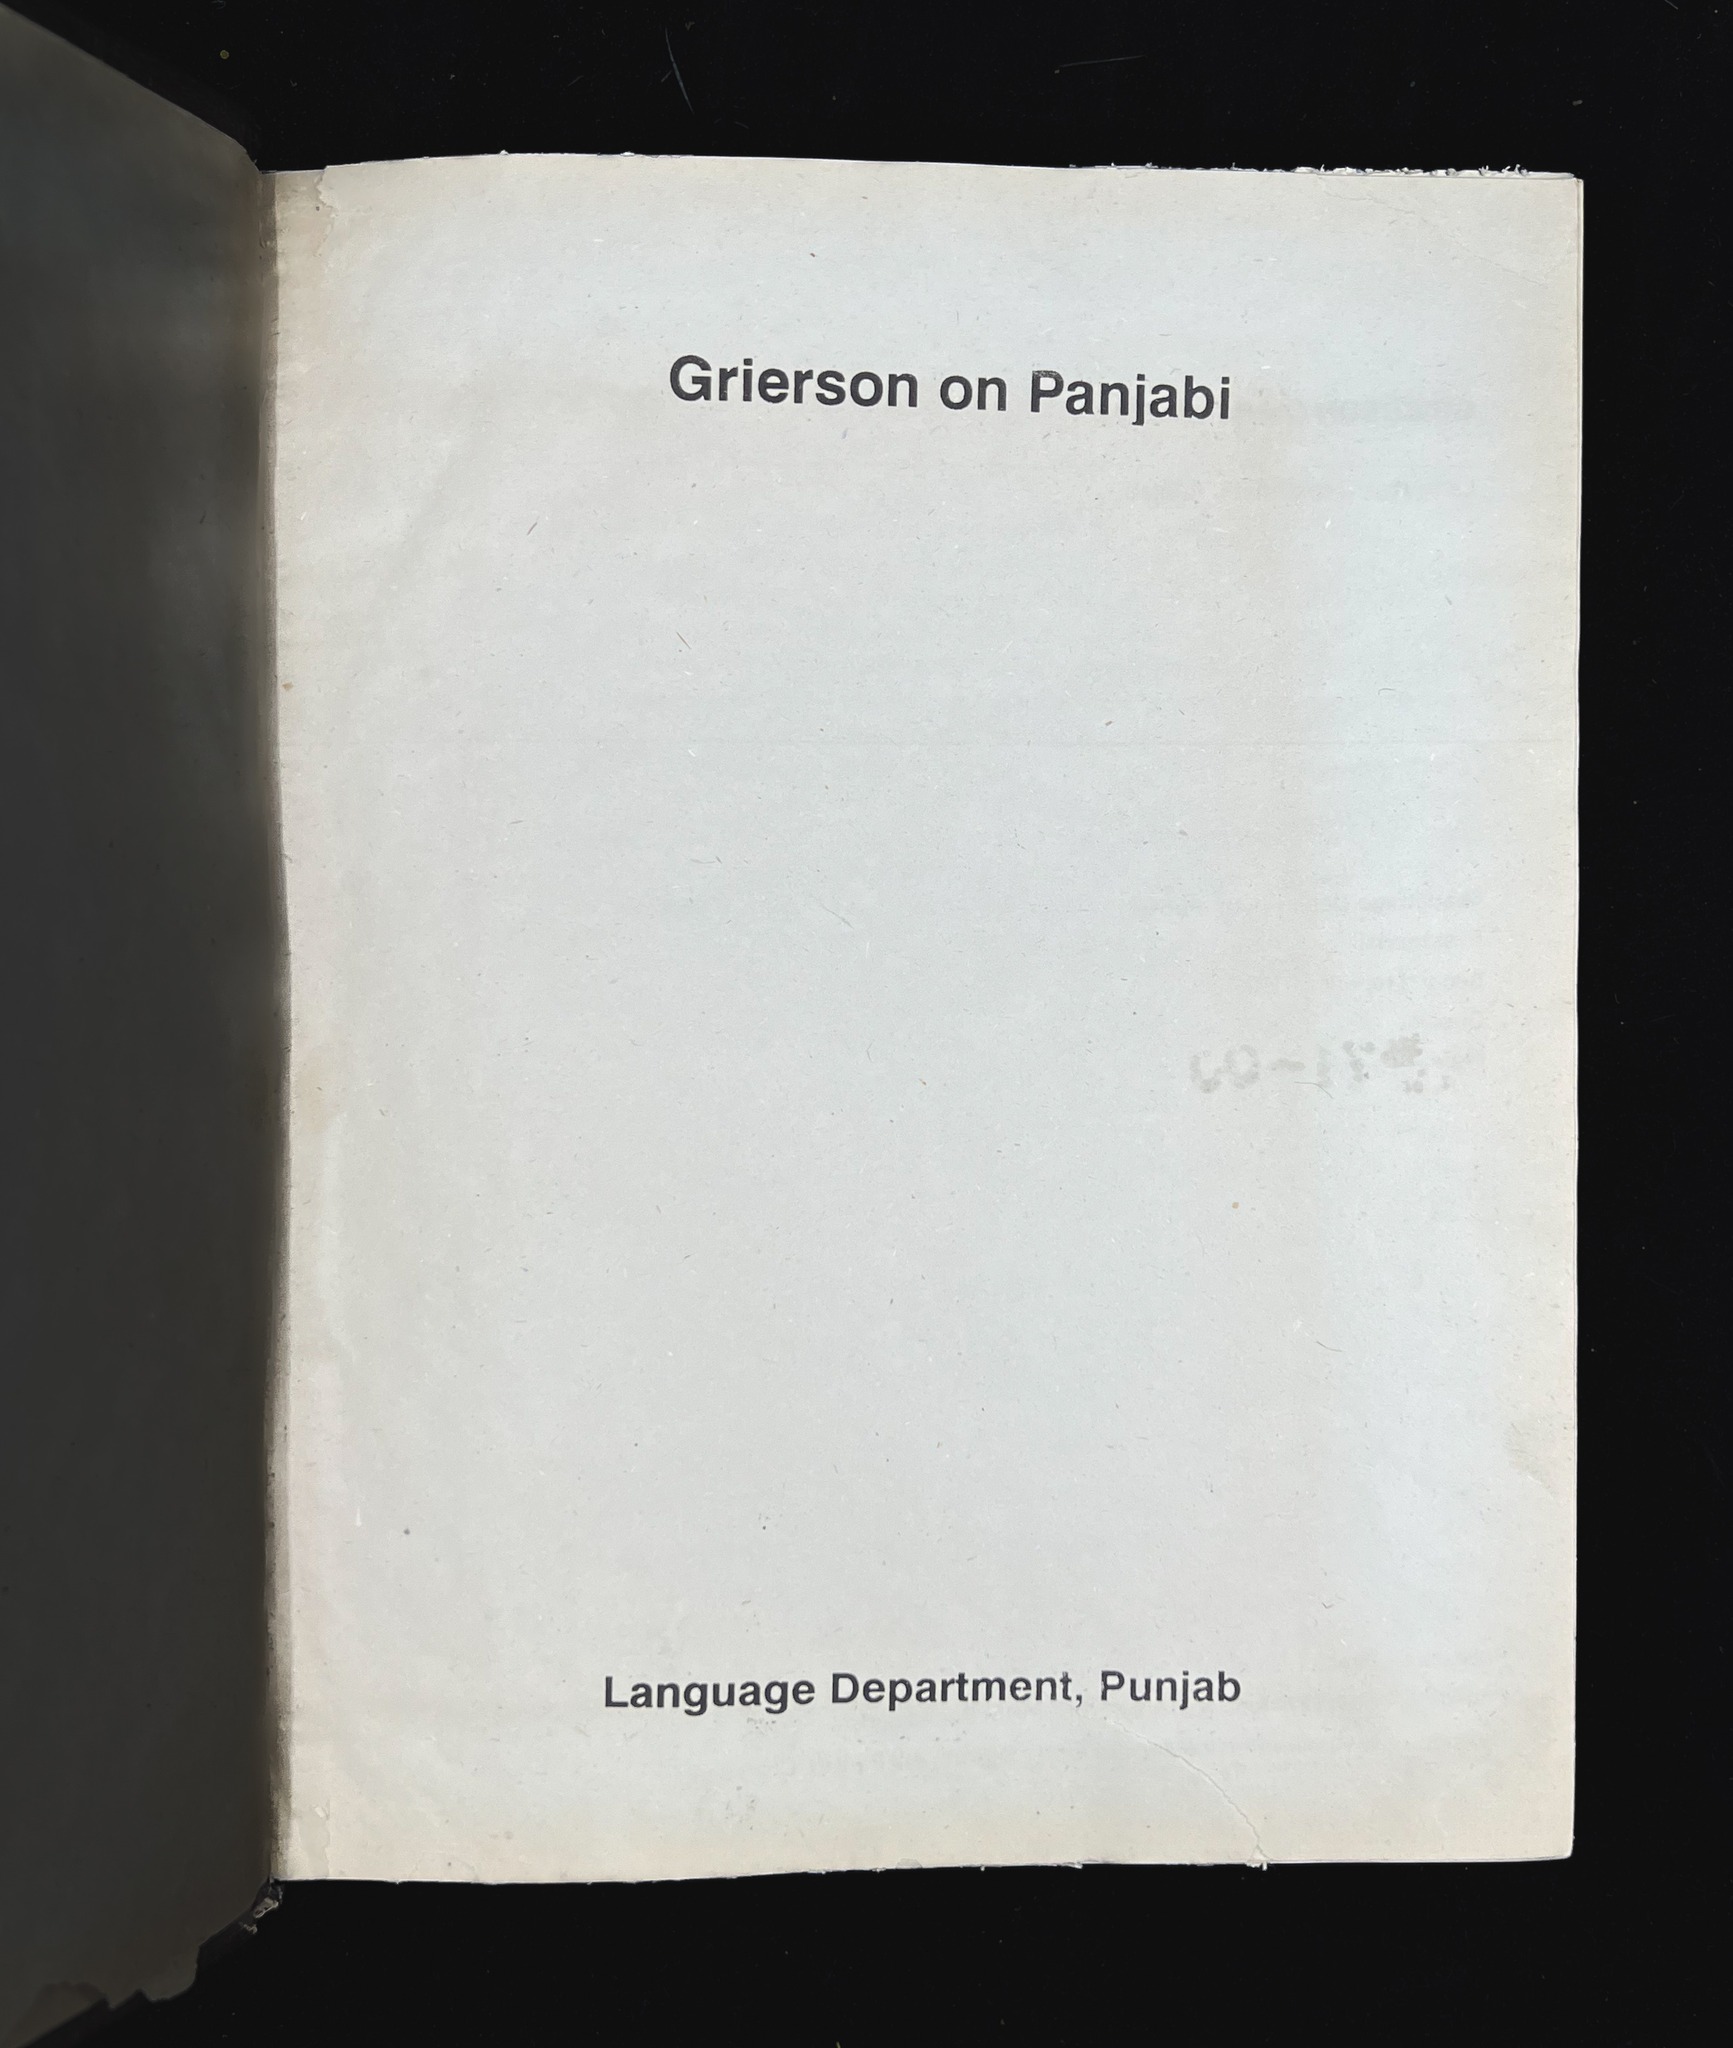 Grierson on Panjabi
Language Department, Punjab